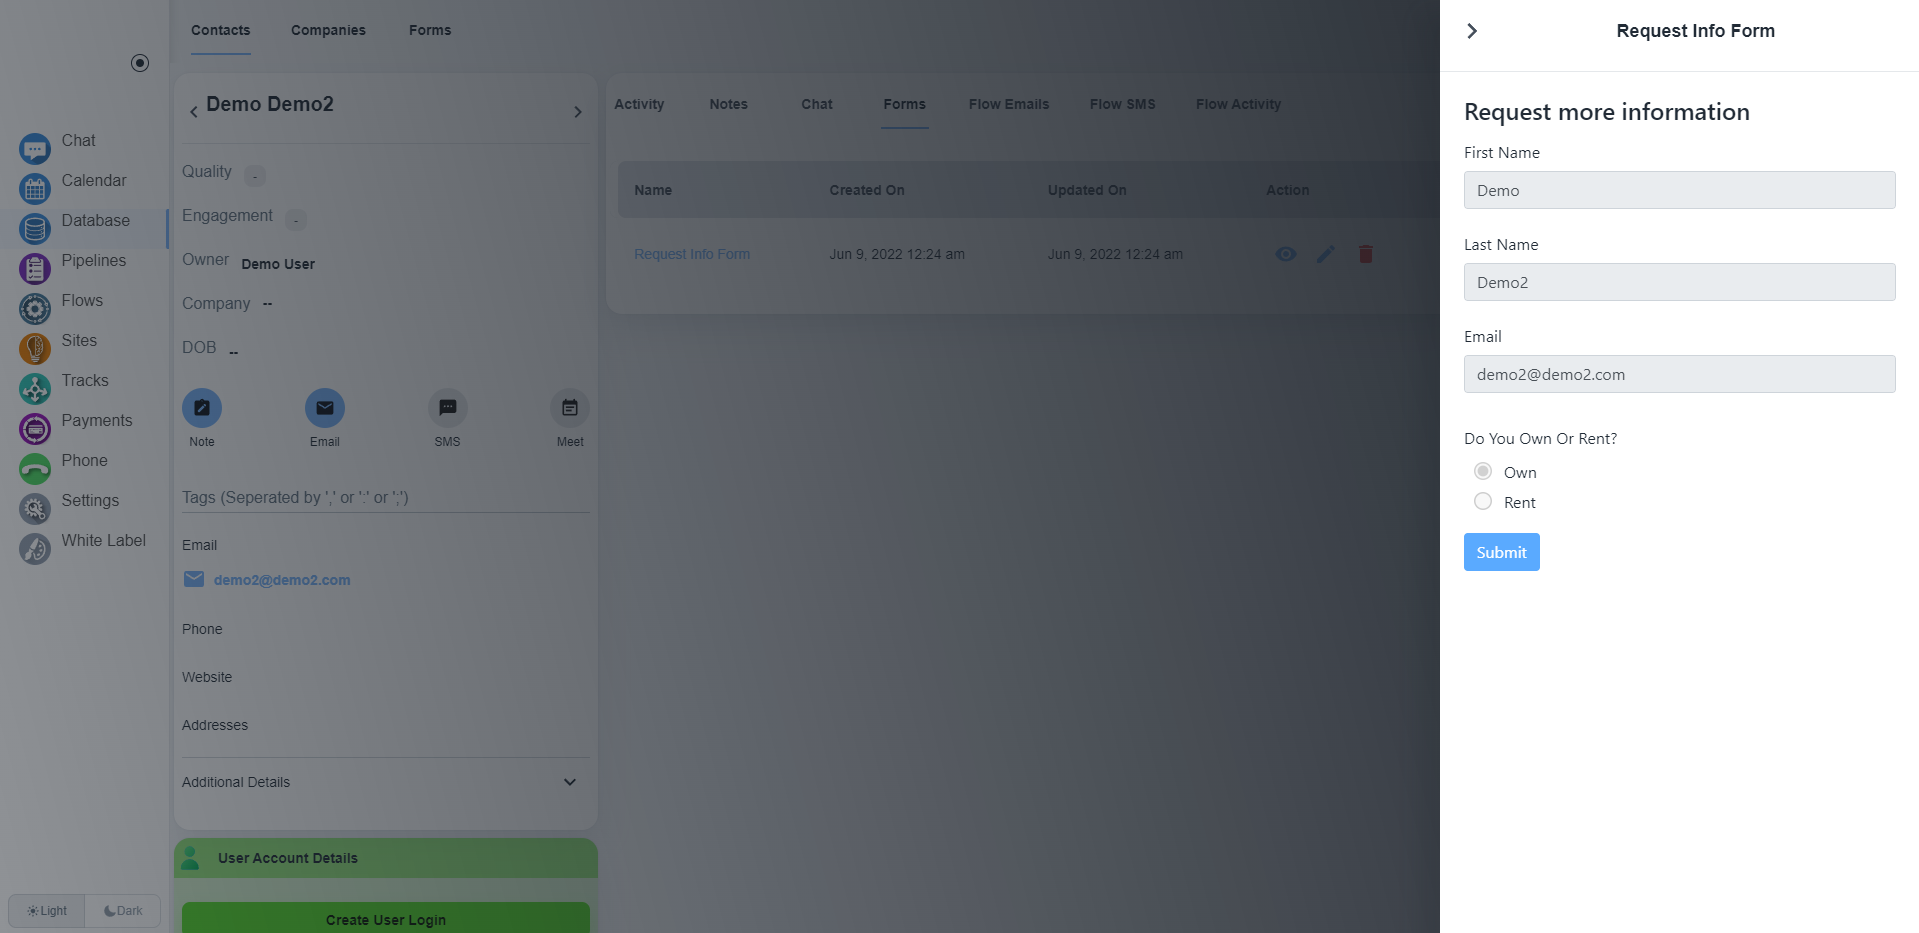 Chat
Calendar
Database
Pipelines
Flows
Sites
Tracks
Payments
Phone
Settings
White Label
Light
Dark
Contacts Companies Forms
Demo Demo2
Quality -
Engagement -
Owner Demo User
Company --
DOB --
Note Email SMS Meet
Tags (Seperated by ',' or ':' or ';')
Email
demo2@demo2.com
Phone
Website
Addresses
Additional Details
User Account Details
Create User Login
Activity Notes Chat Forms Flow Emails Flow SMS Flow Activity
Name Created On Updated On Action
Request Info Form Jun 9, 2022 12:24 am Jun 9, 2022 12:24 am
Request Info Form
Request more information
First Name
Demo
Last Name
Demo2
Email
demo2@demo2.com
Do You Own Or Rent?
Own
Rent
Submit